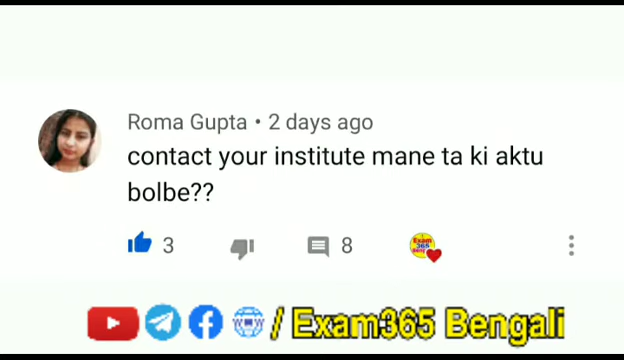 Roma Gupta • 2 days ago
contact your institute mane ta ki aktu
bolbe??
3 8
/ Exam365 Bengali